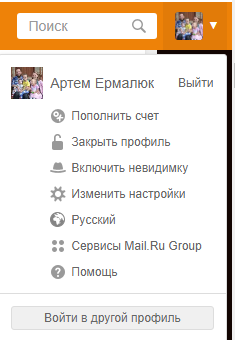 Поиск
Артем Ермалюк Выйти
Пополнить счет
Закрыть профиль
Включить невидимку
Изменить настройки
Русский
Сервисы Mail.Ru Group
Помощь
Войти в другой профиль